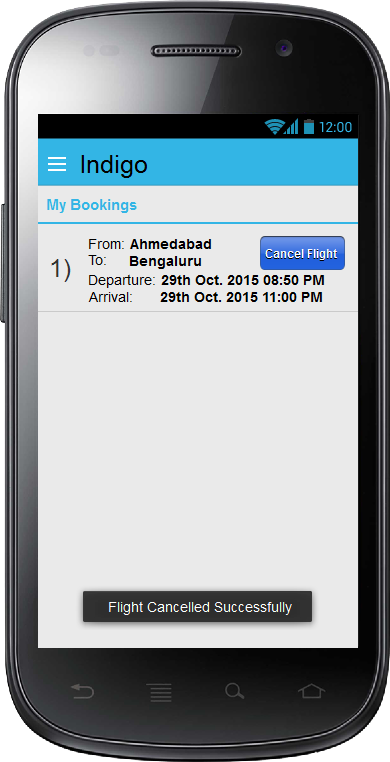 12:00
Indigo
My Bookings
1)
From: Ahmedabad
To: Bengaluru
Cancel Flight
Departure: 29th Oct. 2015 08:50 PM
Arrival: 29th Oct. 2015 11:00 PM
Flight Cancelled Successfully